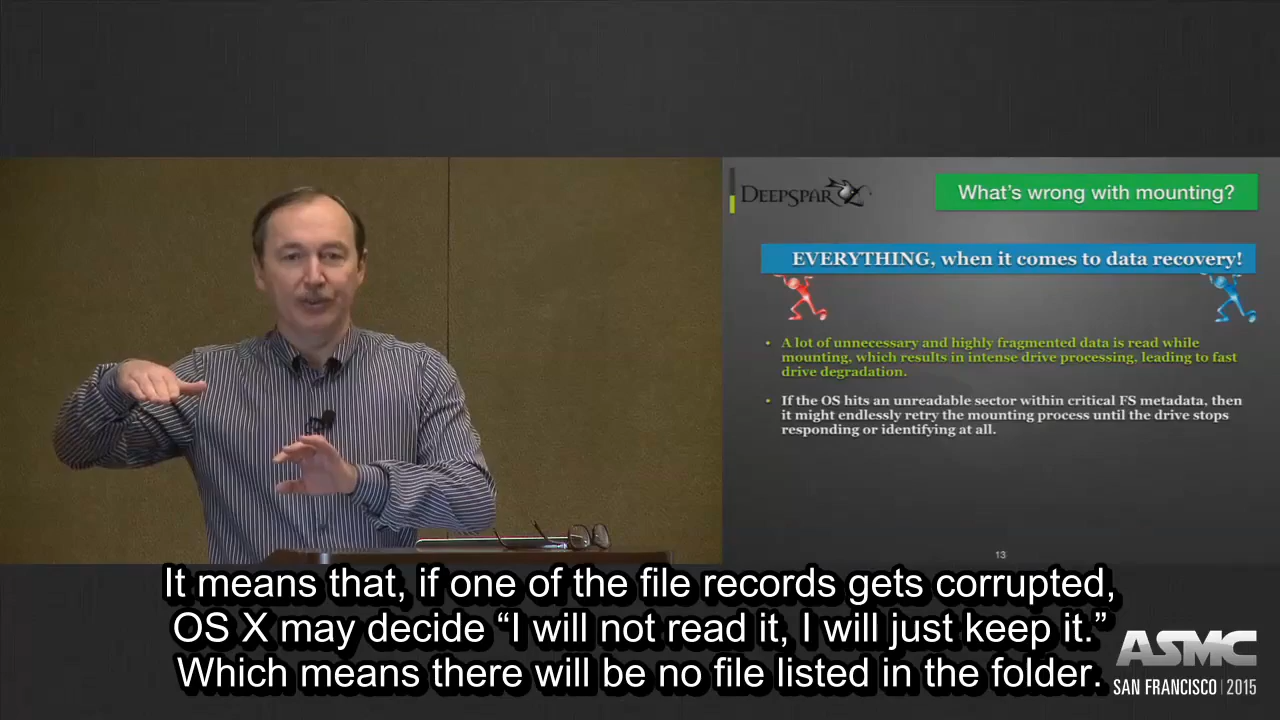 DEEPSPAR
What's wrong with mounting?
EVERYTHING, when it comes to data recovery!
• A lot of unnecessary and highly fragmented data is read while
mounting, which results in intense drive processing, leading to fast
drive degradation.
• If the OS hits an unreadable sector within critical FS metadata, then
it might endlessly retry the mounting process until the drive stops
responding or identifying at all.
13
It means that, if one of the file records gets corrupted,
OS X may decide “I will not read it, I will just keep it.”
Which means there will be no file listed in the folder.
ASMC
SAN FRANCISCO | 2015